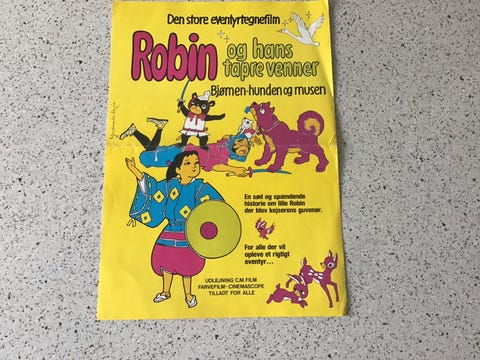 Den store evenlyrtegnefilm
Robin og hans
tapre venner
Bjørnen-hunden og musen
En sød og spændende
historie om lille Robin
der blev kejserens guvenør.
For alle der vil
opleve et rigtigt
eventyr...
UDLEJNING C.M. FILM
FARVEFILM - CINEMASCOPE
TILLADT FOR ALLE